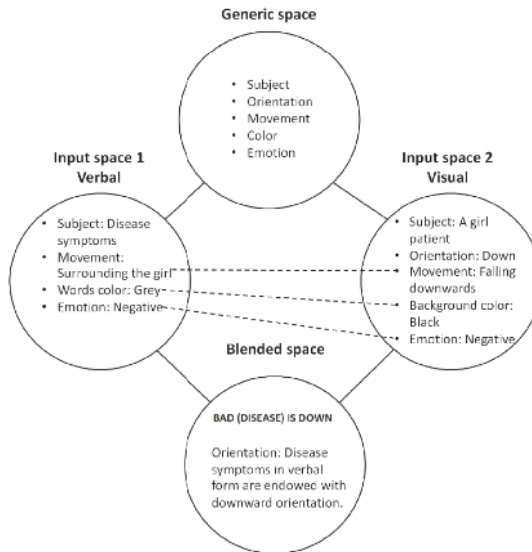 Generic space
• Subject
• Orientation
• Movement
• Color
• Emotion
Input space 1
Verbal
• Subject: Disease
symptoms
• Movement:
Surrounding the girl
• Words color: Grey
• Emotion: Negative
Input space 2
Visual
• Subject: A girl
patient
• Orientation: Down
Movement: Falling
downwards
• Background color:
Black
• Emotion: Negative
Blended space
BAD (DISEASE) IS DOWN
Orientation: Disease
symptoms in verbal
form are endowed with
downward orientation.